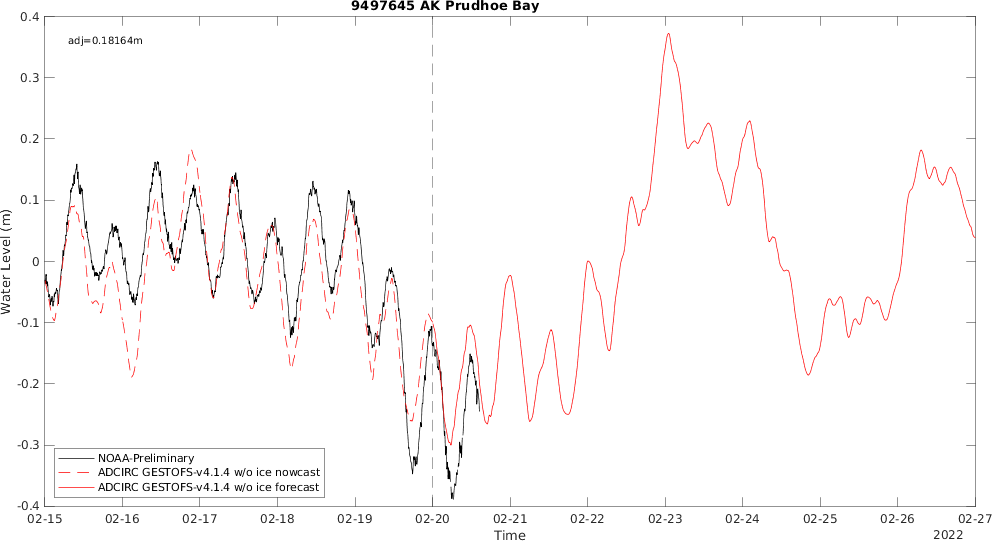 9497645 AK Prudhoe Bay
adj=0.18164m
0.4
0.3
0.2
0.1
0
-0.1
-0.2
-0.3
-0.4
Water Level (m)
NOAA-Preliminary
ADCIRC GESTOFS-v4.1.4 w/o ice nowcast
ADCIRC GESTOFS-v4.1.4 w/o ice forecast
02-15 02-16 02-17 02-18 02-19 02-20 02-21 02-22 02-23 02-24 02-25 02-26 02-27
Time
2022